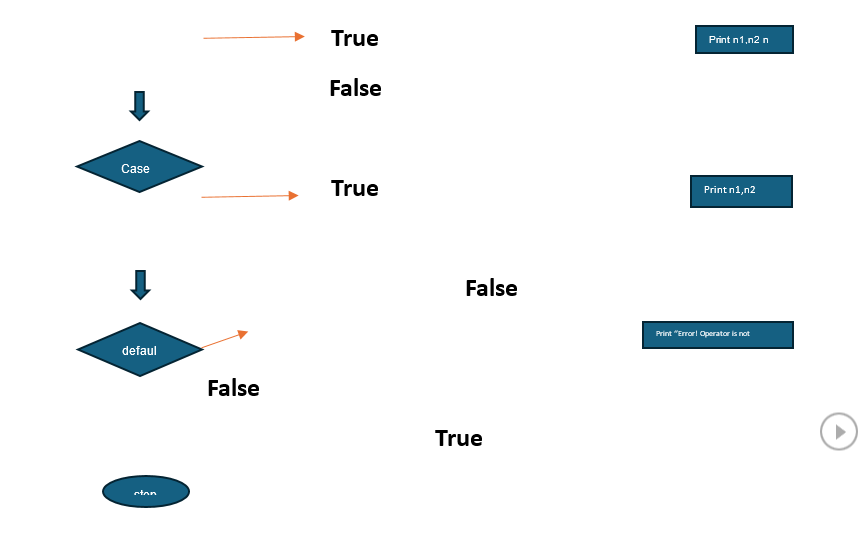 True
Print n1,n2 n
False
Case
True
Print n1,n2
False
Print "Error! Operator is not
defaul
False
True
stop